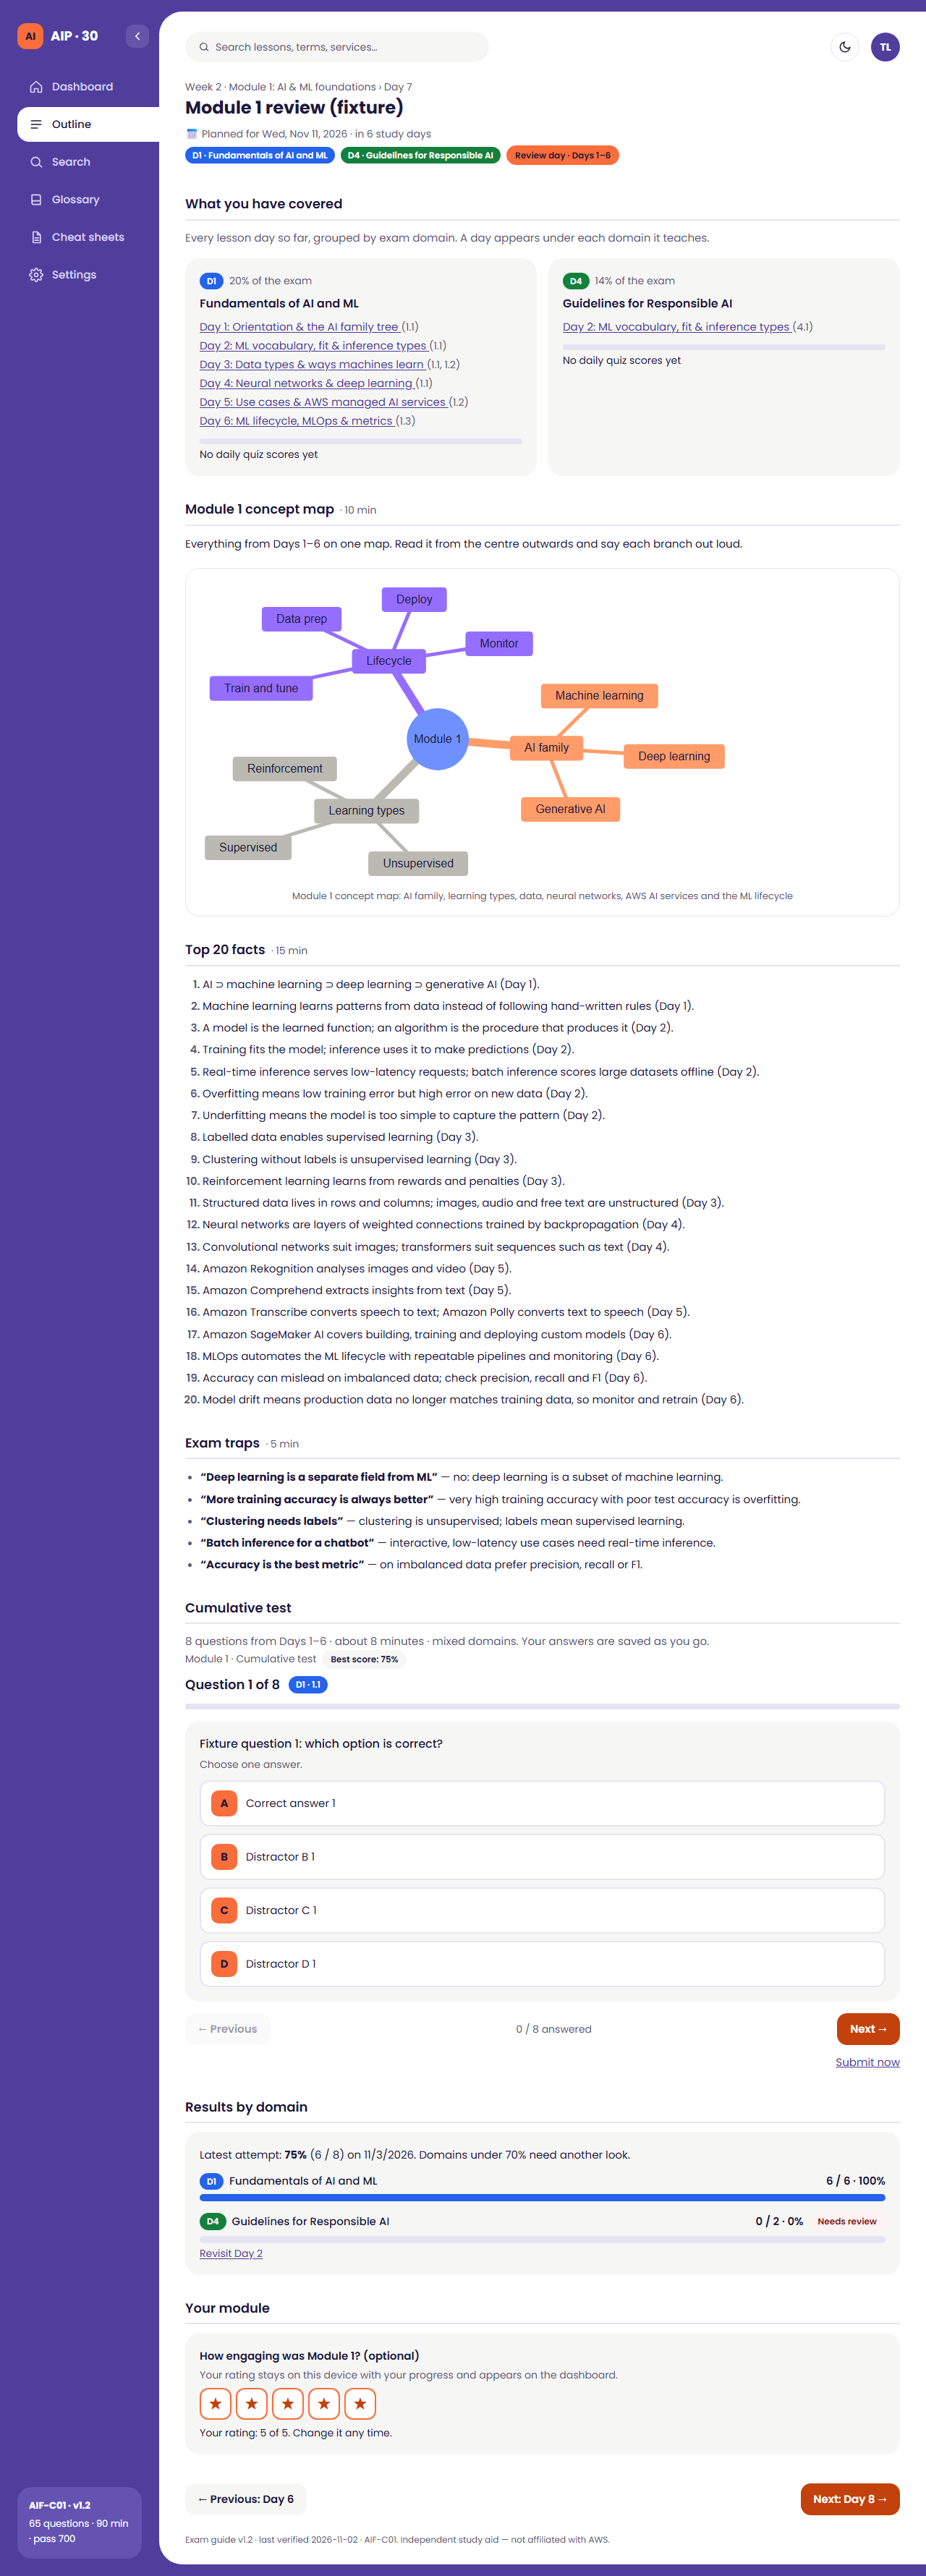 AI AIP · 30
Dashboard
Outline
Search
Glossary
Cheat sheets
Settings
AIF-C01 · v1.2
65 questions · 90 min
· pass 700
Search lessons, terms, services…
TL
Week 2 · Module 1: AI & ML foundations › Day 7
Module 1 review (fixture)
Planned for Wed, Nov 11, 2026 · in 6 study days
D1 · Fundamentals of AI and ML D4 · Guidelines for Responsible AI Review day · Days 1–6
What you have covered
Every lesson day so far, grouped by exam domain. A day appears under each domain it teaches.
D1 20% of the exam
Fundamentals of AI and ML
Day 1: Orientation & the AI family tree (1.1)
Day 2: ML vocabulary, fit & inference types (1.1)
Day 3: Data types & ways machines learn (1.1, 1.2)
Day 4: Neural networks & deep learning (1.1)
Day 5: Use cases & AWS managed AI services (1.2)
Day 6: ML lifecycle, MLOps & metrics (1.3)
No daily quiz scores yet
D4 14% of the exam
Guidelines for Responsible AI
Day 2: ML vocabulary, fit & inference types (4.1)
No daily quiz scores yet
Module 1 concept map · 10 min
Everything from Days 1–6 on one map. Read it from the centre outwards and say each branch out loud.
Deploy
Data prep
Monitor
Lifecycle
Train and tune
Machine learning
Module 1
AI family
Deep learning
Reinforcement
Generative AI
Learning types
Supervised
Unsupervised
Module 1 concept map: AI family, learning types, data, neural networks, AWS AI services and the ML lifecycle
Top 20 facts · 15 min
1. AI ⊃ machine learning ⊃ deep learning ⊃ generative AI (Day 1).
2. Machine learning learns patterns from data instead of following hand-written rules (Day 1).
3. A model is the learned function; an algorithm is the procedure that produces it (Day 2).
4. Training fits the model; inference uses it to make predictions (Day 2).
5. Real-time inference serves low-latency requests; batch inference scores large datasets offline (Day 2).
6. Overfitting means low training error but high error on new data (Day 2).
7. Underfitting means the model is too simple to capture the pattern (Day 2).
8. Labelled data enables supervised learning (Day 3).
9. Clustering without labels is unsupervised learning (Day 3).
10. Reinforcement learning learns from rewards and penalties (Day 3).
11. Structured data lives in rows and columns; images, audio and free text are unstructured (Day 3).
12. Neural networks are layers of weighted connections trained by backpropagation (Day 4).
13. Convolutional networks suit images; transformers suit sequences such as text (Day 4).
14. Amazon Rekognition analyses images and video (Day 5).
15. Amazon Comprehend extracts insights from text (Day 5).
16. Amazon Transcribe converts speech to text; Amazon Polly converts text to speech (Day 5).
17. Amazon SageMaker AI covers building, training and deploying custom models (Day 6).
18. MLOps automates the ML lifecycle with repeatable pipelines and monitoring (Day 6).
19. Accuracy can mislead on imbalanced data; check precision, recall and F1 (Day 6).
20. Model drift means production data no longer matches training data, so monitor and retrain (Day 6).
Exam traps · 5 min
• “Deep learning is a separate field from ML” — no: deep learning is a subset of machine learning.
• “More training accuracy is always better” — very high training accuracy with poor test accuracy is overfitting.
• “Clustering needs labels” — clustering is unsupervised; labels mean supervised learning.
• “Batch inference for a chatbot” — interactive, low-latency use cases need real-time inference.
• “Accuracy is the best metric” — on imbalanced data prefer precision, recall or F1.
Cumulative test
8 questions from Days 1–6 · about 8 minutes · mixed domains. Your answers are saved as you go.
Module 1 · Cumulative test Best score: 75%
Question 1 of 8 D1 · 1.1
Fixture question 1: which option is correct?
Choose one answer.
A Correct answer 1
B Distractor B 1
C Distractor C 1
D Distractor D 1
← Previous 0 / 8 answered Next →
Submit now
Results by domain
Latest attempt: 75% (6 / 8) on 11/3/2026. Domains under 70% need another look.
D1 Fundamentals of AI and ML 6 / 6 · 100%
D4 Guidelines for Responsible AI 0 / 2 · 0% Needs review
Revisit Day 2
Your module
How engaging was Module 1? (optional)
Your rating stays on this device with your progress and appears on the dashboard.
★ ★ ★ ★ ★
Your rating: 5 of 5. Change it any time.
← Previous: Day 6 Next: Day 8 →
Exam guide v1.2 · last verified 2026-11-02 · AIF-C01. Independent study aid — not affiliated with AWS.